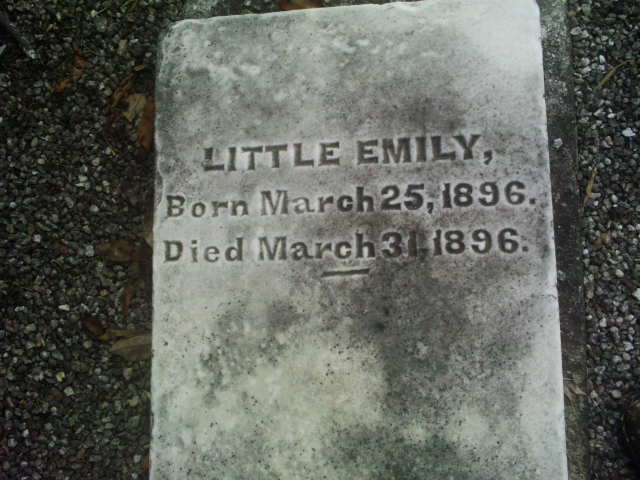 LITTLE EMILY,
Born March 25, 1896.
Died March 31, 1896.